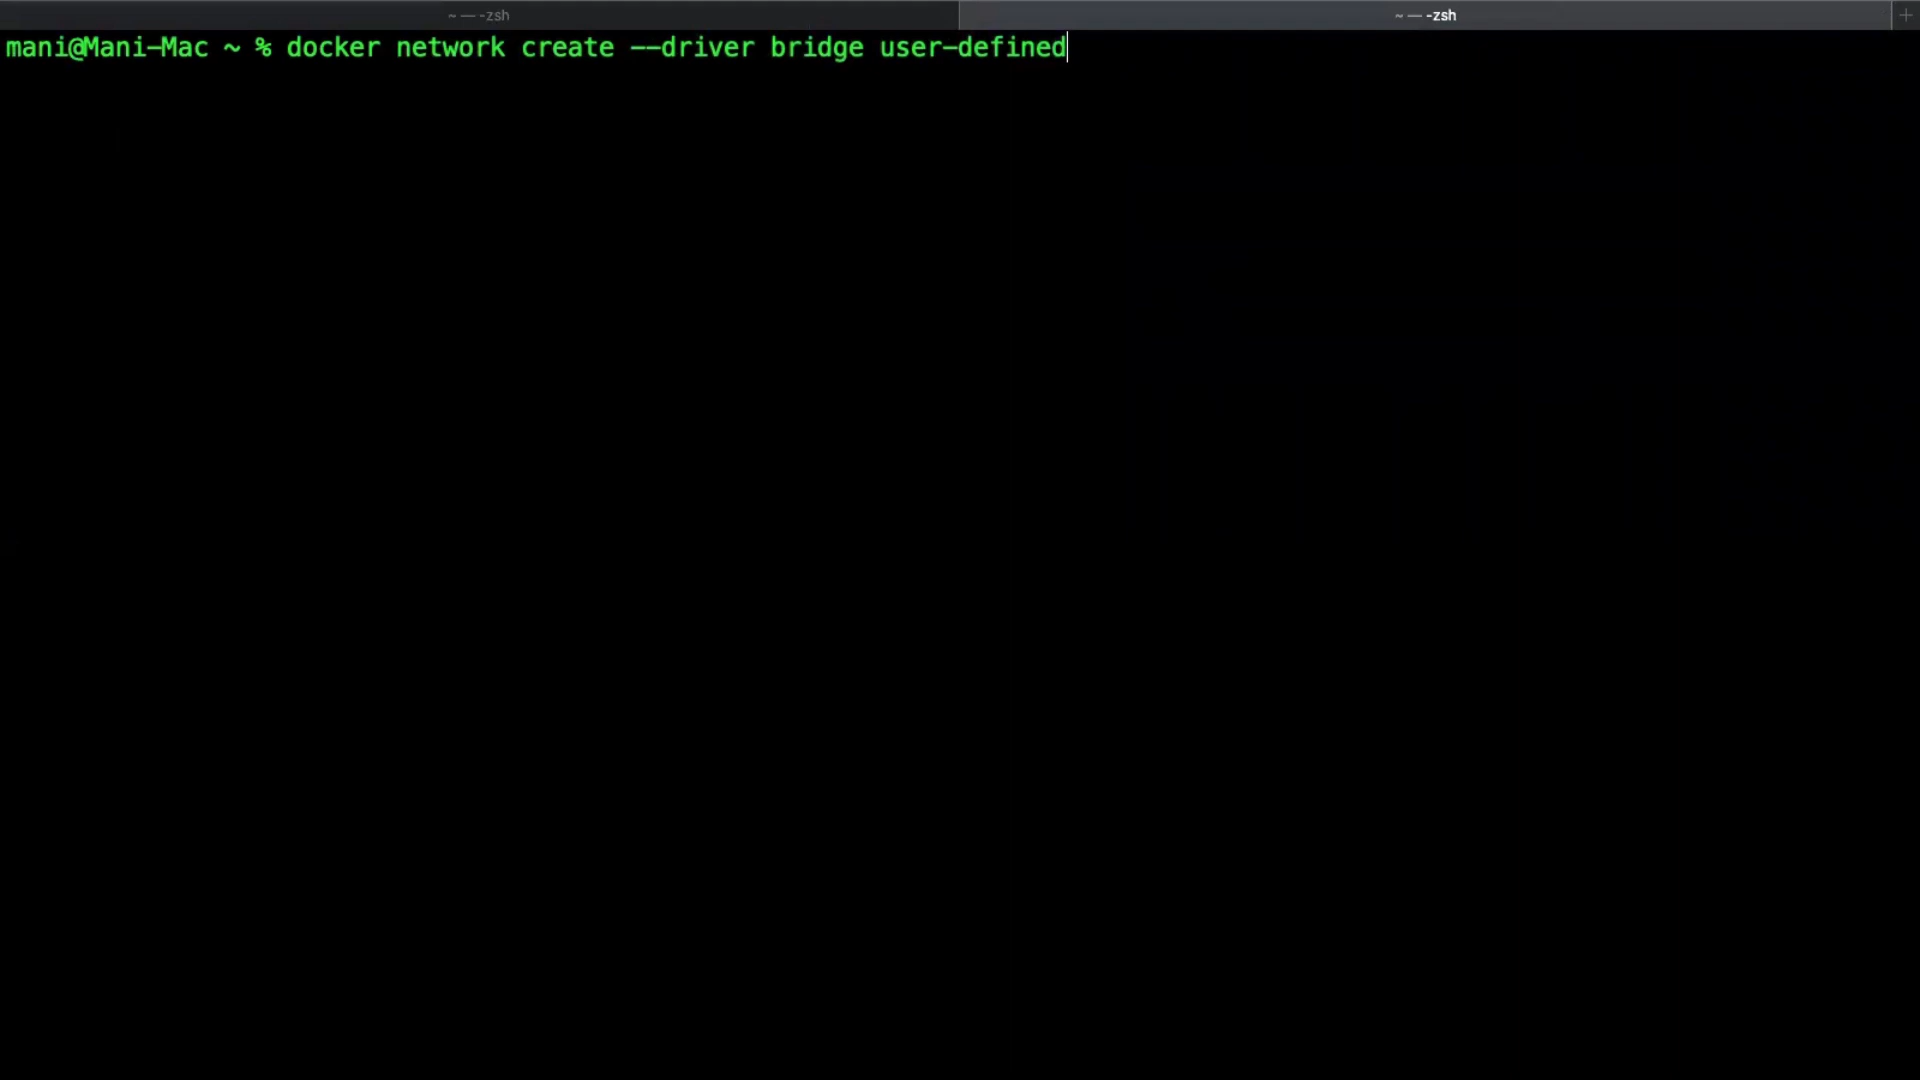 ~ — -zsh
~ — -zsh
+
mani@Mani-Mac ~ % docker network create --driver bridge user-defined